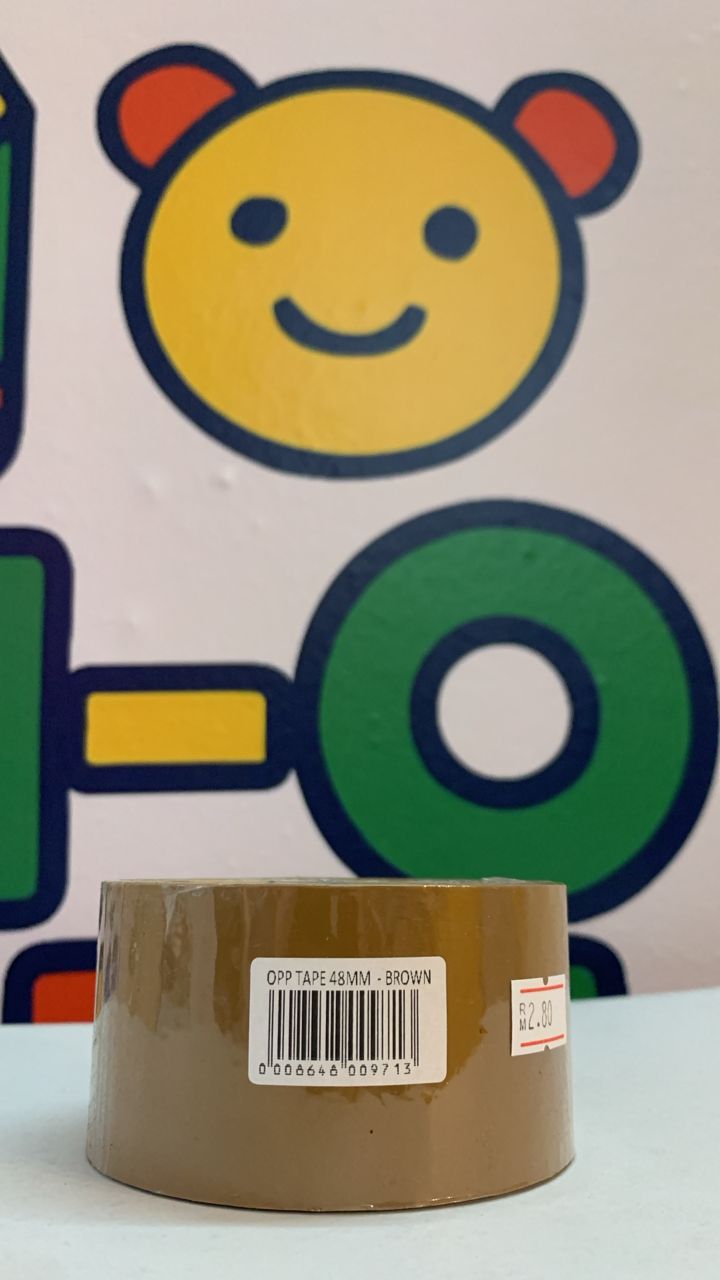 OPP TAPE 48MM - BROWN
0 008646 009713
RM2.80